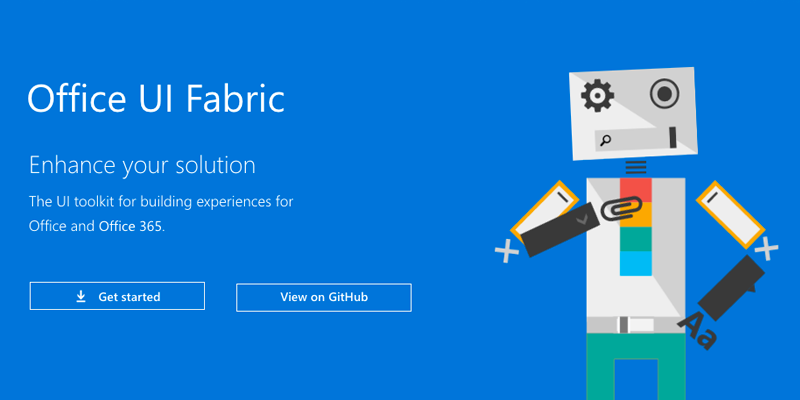 Office UI Fabric
Enhance your solution
The UI toolkit for building experiences for
Office and Office 365.
Get started
View on GitHub
Aa